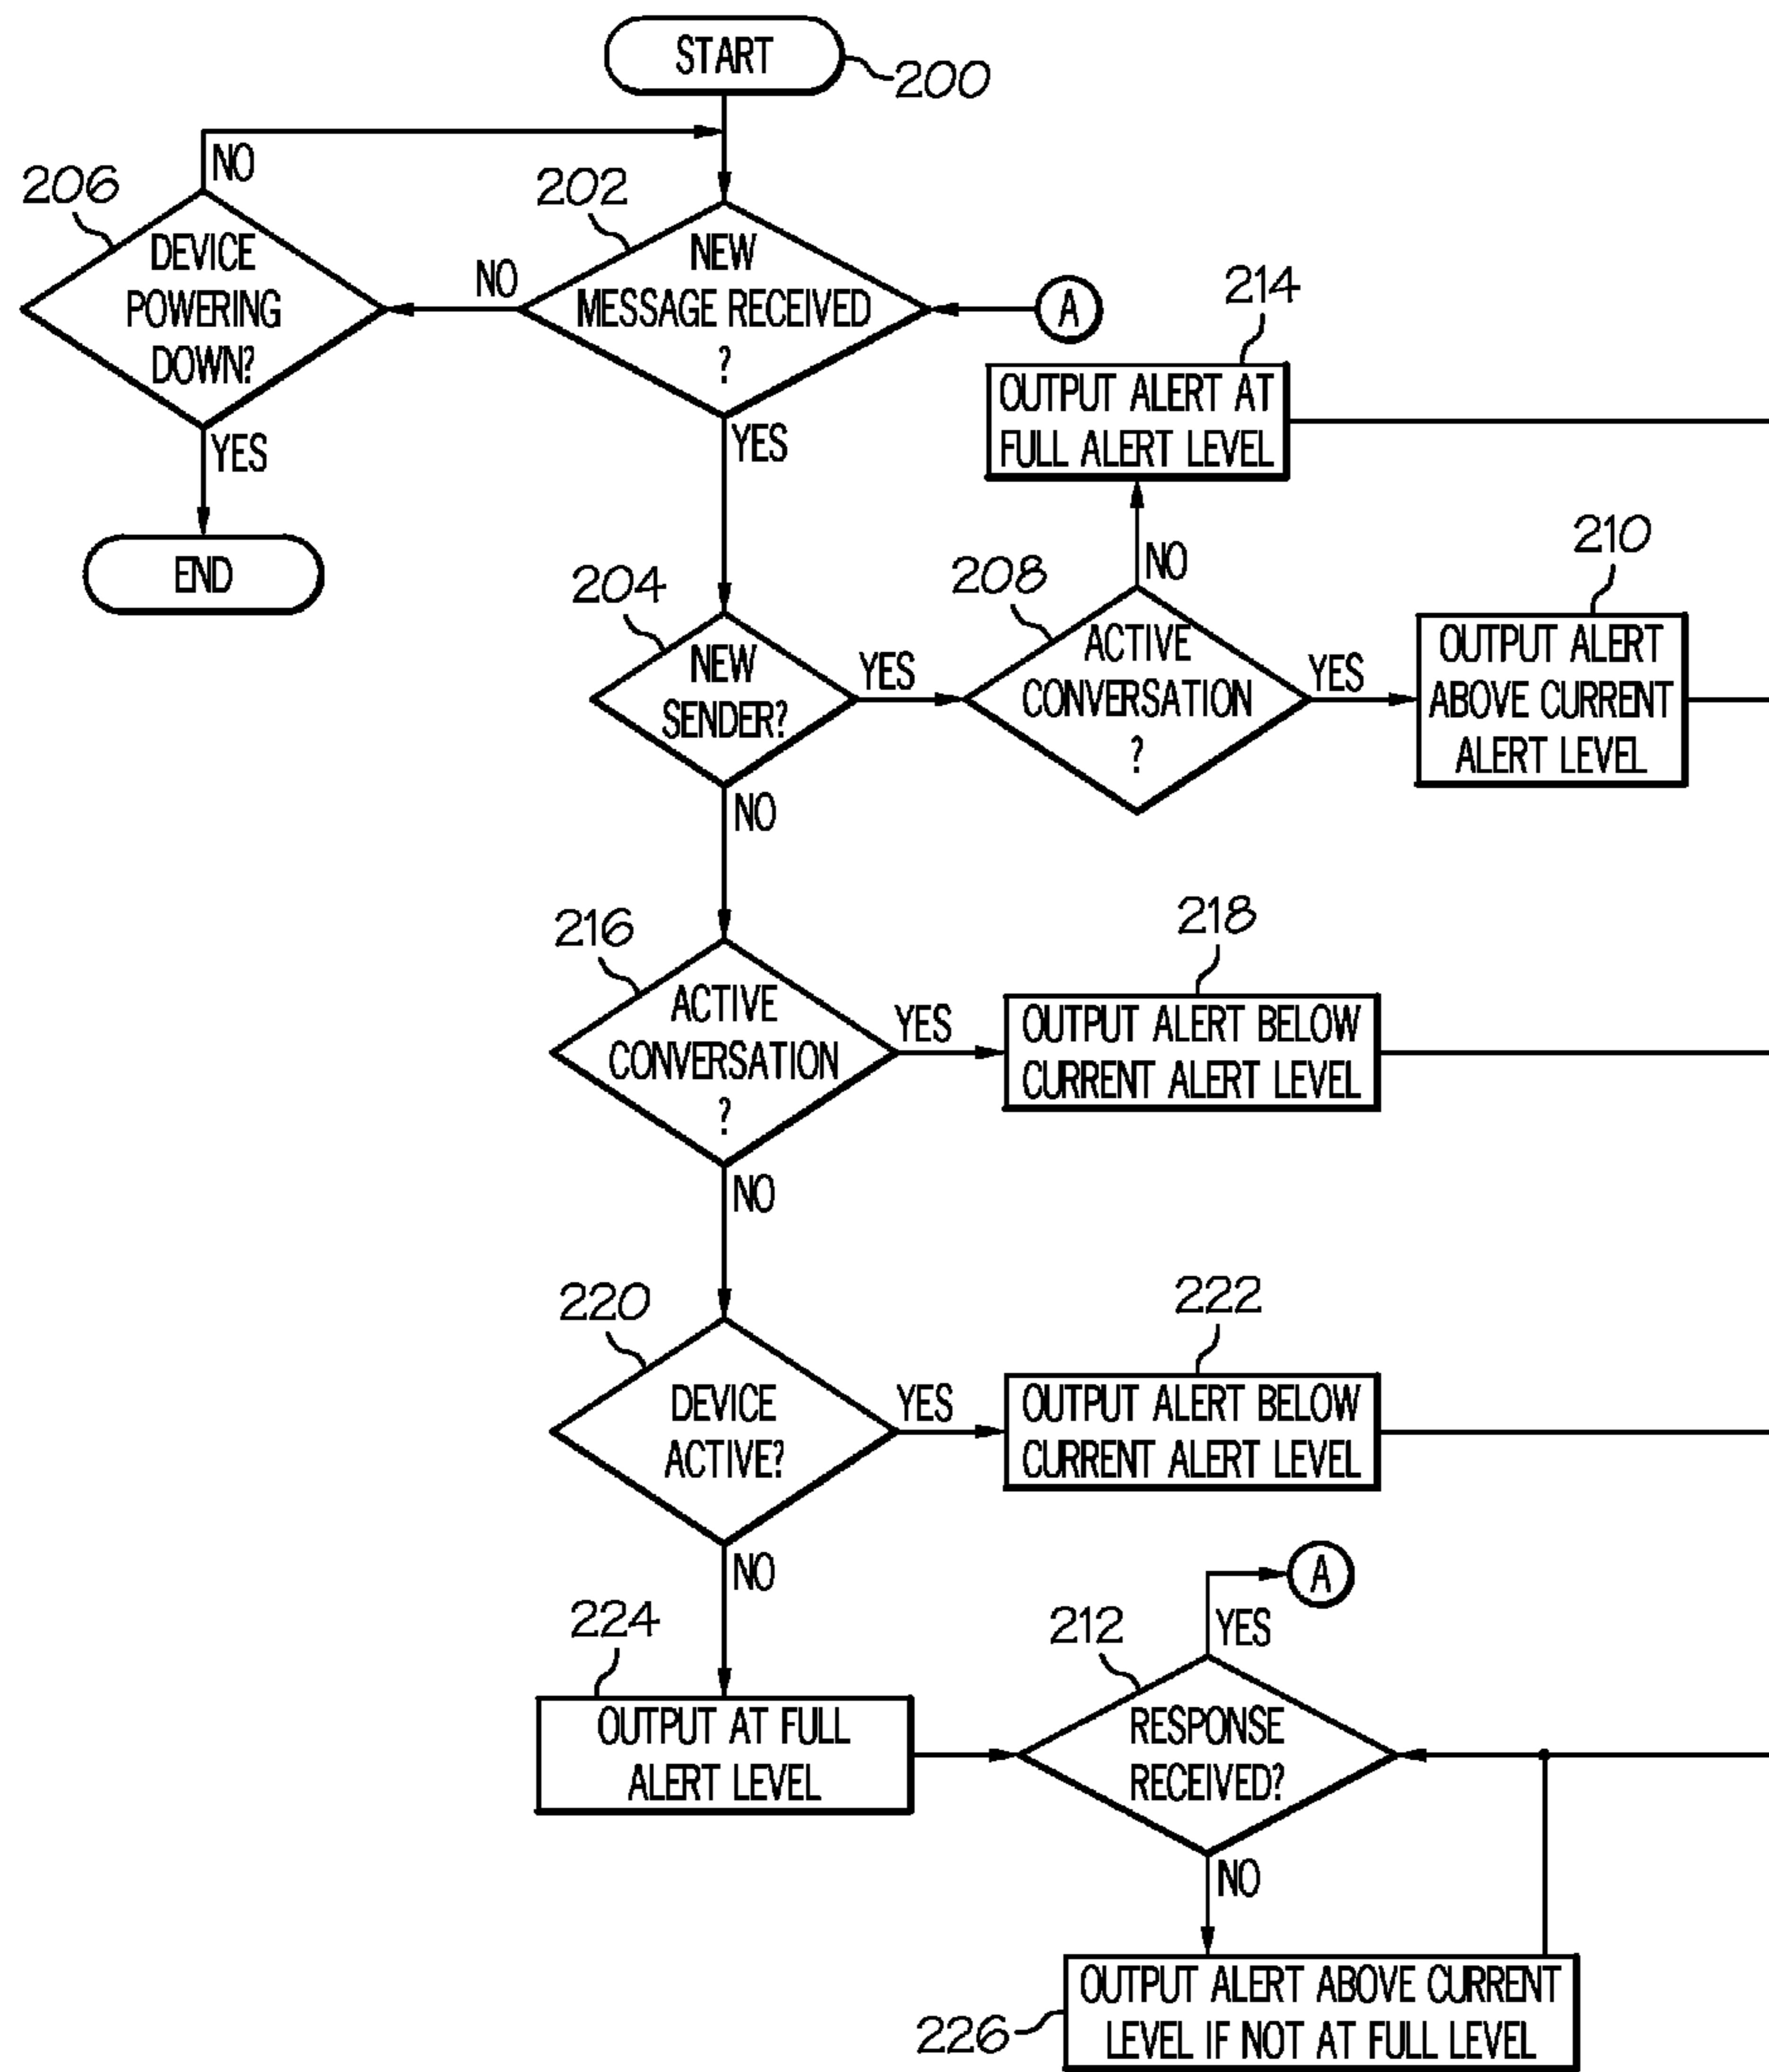 START
200
NO
206
DEVICE
POWERING
DOWN?
YES
END
202
NEW
MESSAGE RECEIVED
?
NO
YES
A
214
OUTPUT ALERT AT
FULL ALERT LEVEL
204
NEW
SENDER?
YES
NO
208
ACTIVE
CONVERSATION
?
NO
YES
210
OUTPUT ALERT
ABOVE CURRENT
ALERT LEVEL
216
ACTIVE
CONVERSATION
?
YES
NO
218
OUTPUT ALERT BELOW
CURRENT ALERT LEVEL
220
DEVICE
ACTIVE?
YES
NO
222
OUTPUT ALERT BELOW
CURRENT ALERT LEVEL
224
OUTPUT AT FULL
ALERT LEVEL
A
YES
212
RESPONSE
RECEIVED?
NO
OUTPUT ALERT ABOVE CURRENT
LEVEL IF NOT AT FULL LEVEL
226